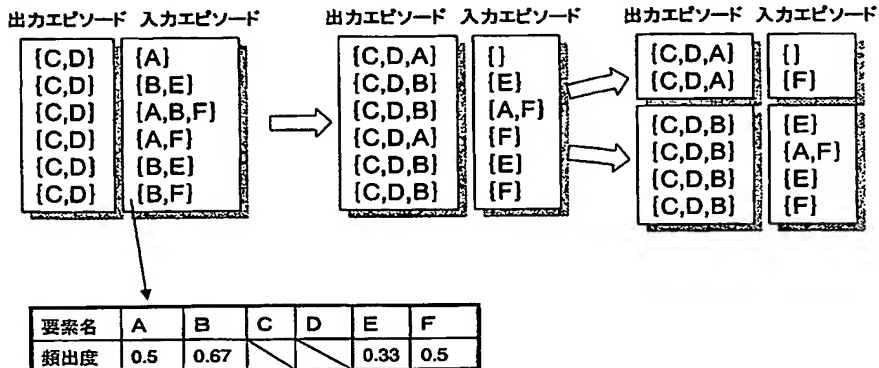 出力エピソード 入力エピソード
{C,D} {A}
{C,D} {B,E}
{C,D} {A,B,F}
{C,D} {A,F}
{C,D} {B,E}
{C,D} {B,F}
出力エピソード 入力エピソード
{C,D,A} {}
{C,D,B} {E}
{C,D,B} {A,F}
{C,D,A} {F}
{C,D,B} {E}
{C,D,B} {F}
出力エピソード 入力エピソード
{C,D,A} {}
{C,D,A} {F}
{C,D,B} {E}
{C,D,B} {A,F}
{C,D,B} {E}
{C,D,B} {F}
要素名 A B C D E F
頻出度 0.5 0.67 0.33 0.5